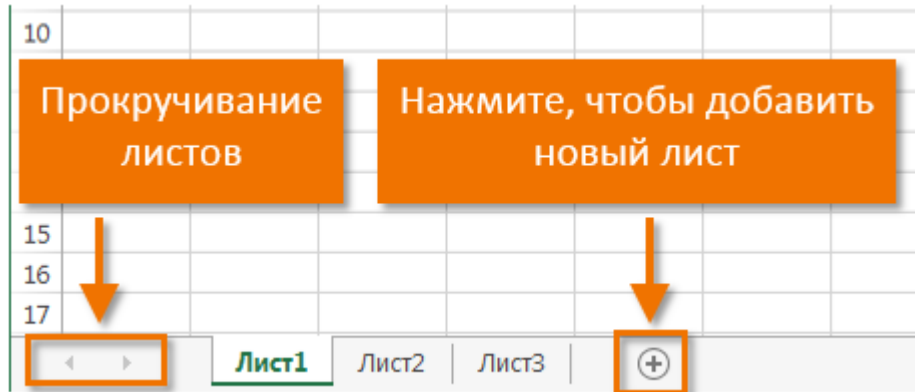 10
Прокручивание
листов
Нажмите, чтобы добавить
новый лист
15
16
17
Лист1 Лист2 Лист3